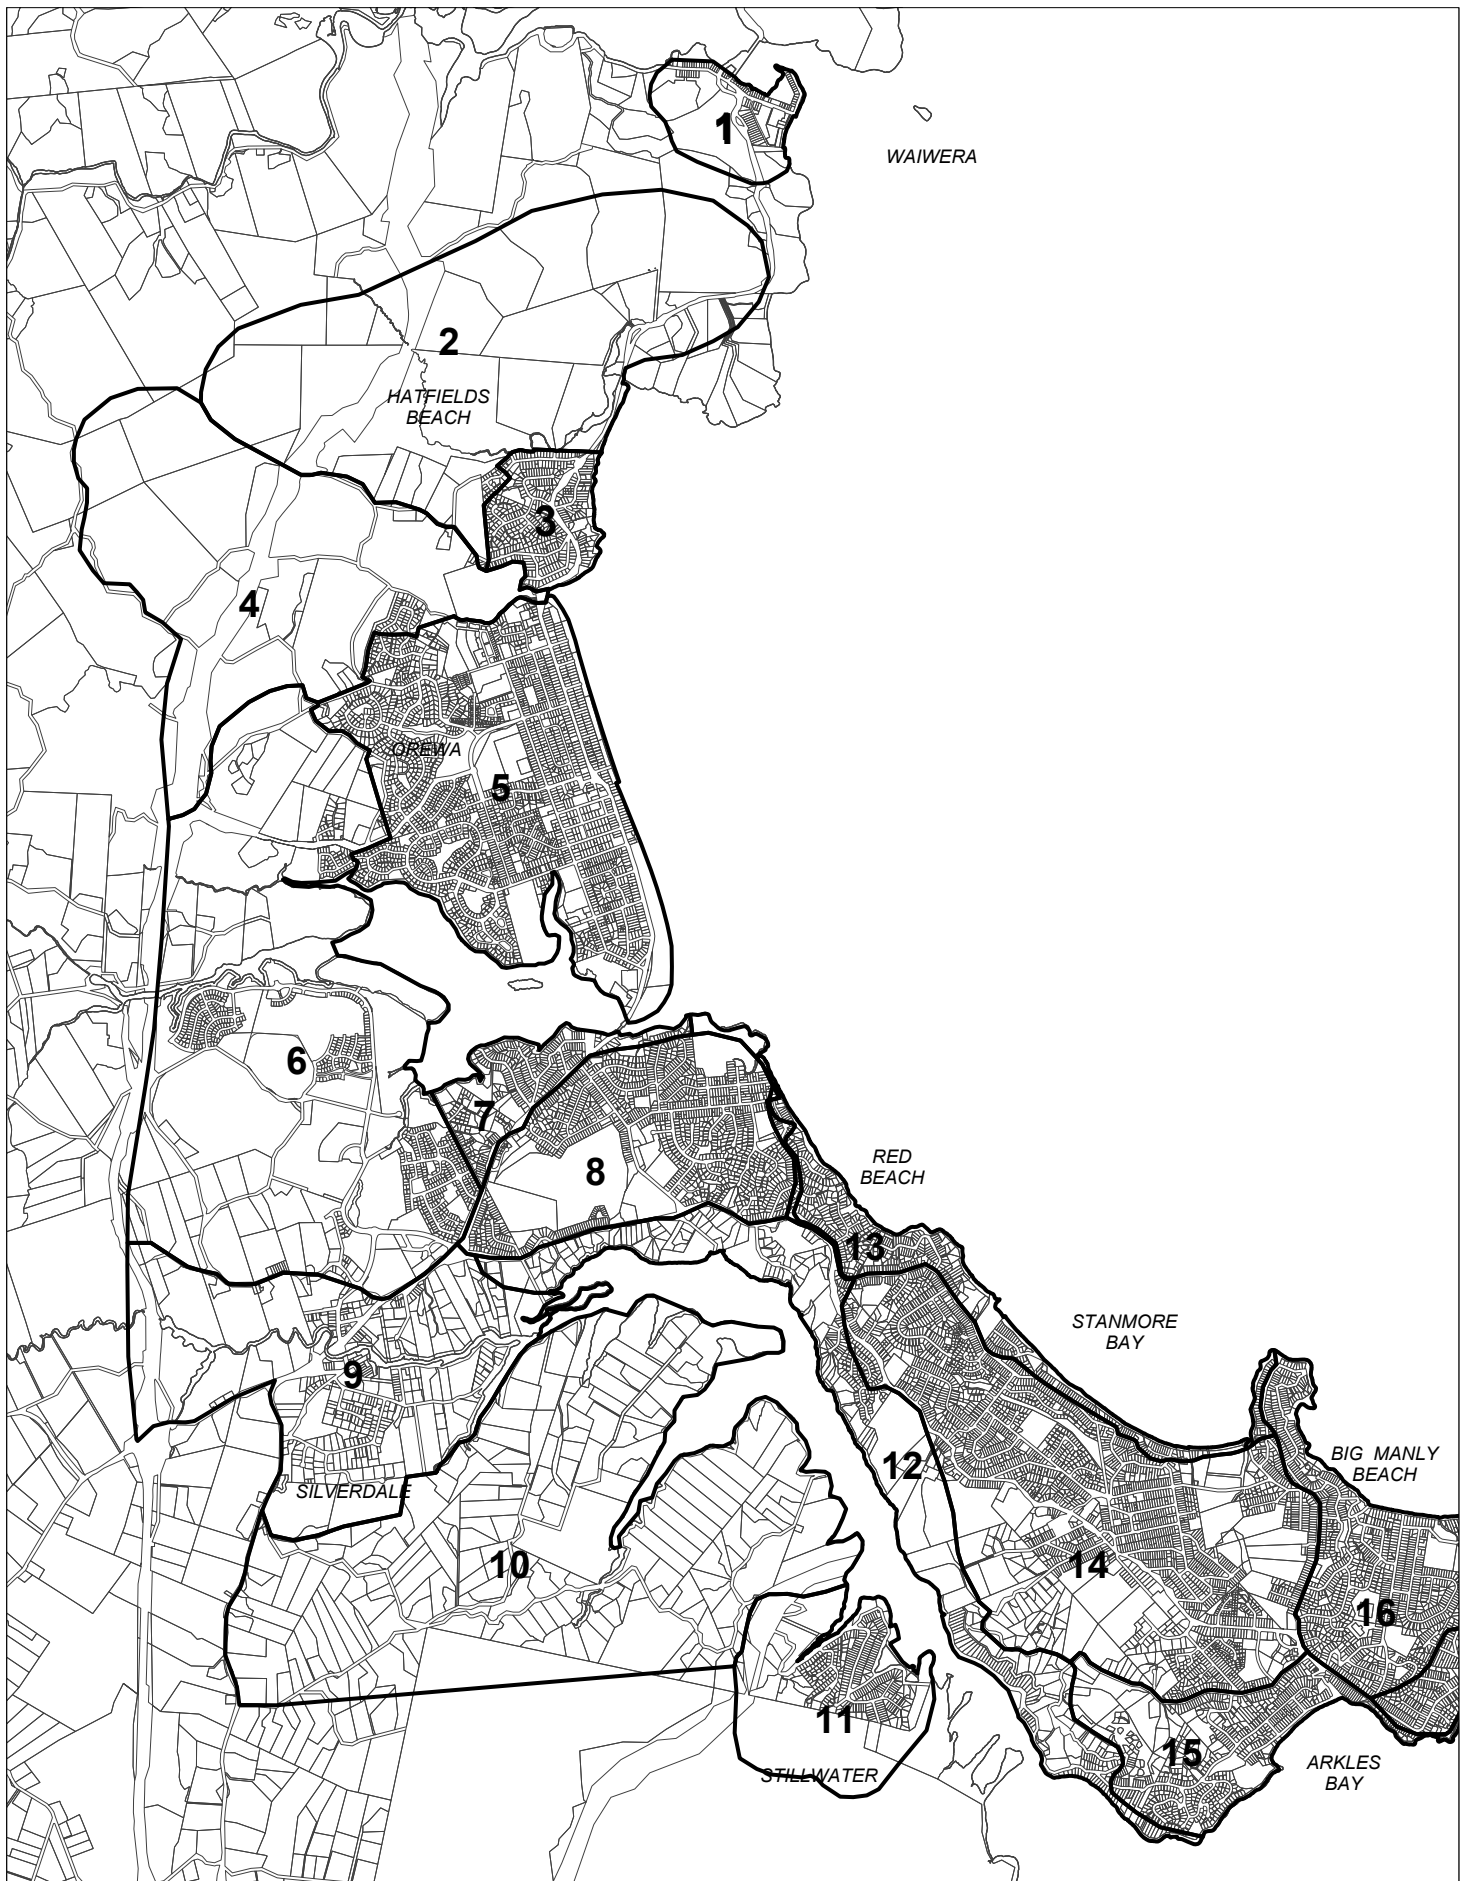 1
WAIWERA
2
HATFIELDS
BEACH
3
4
OREWA
5
6
7
8
RED
BEACH
13
STANMORE
BAY
9
12
BIG MANLY
BEACH
SILVERDALE
10
14
16
11
15
STILLWATER
ARKLES
BAY